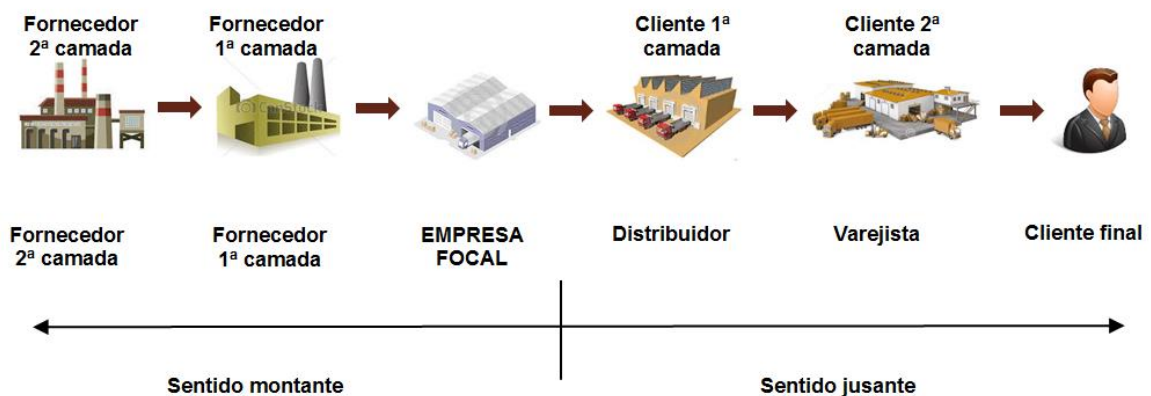 Fornecedor
2ª camada
Fornecedor
1ª camada
Cliente 1ª
camada
Cliente 2ª
camada
Fornecedor
2ª camada
Fornecedor
1ª camada
EMPRESA
FOCAL
Distribuidor
Varejista
Cliente final
Sentido montante
Sentido jusante